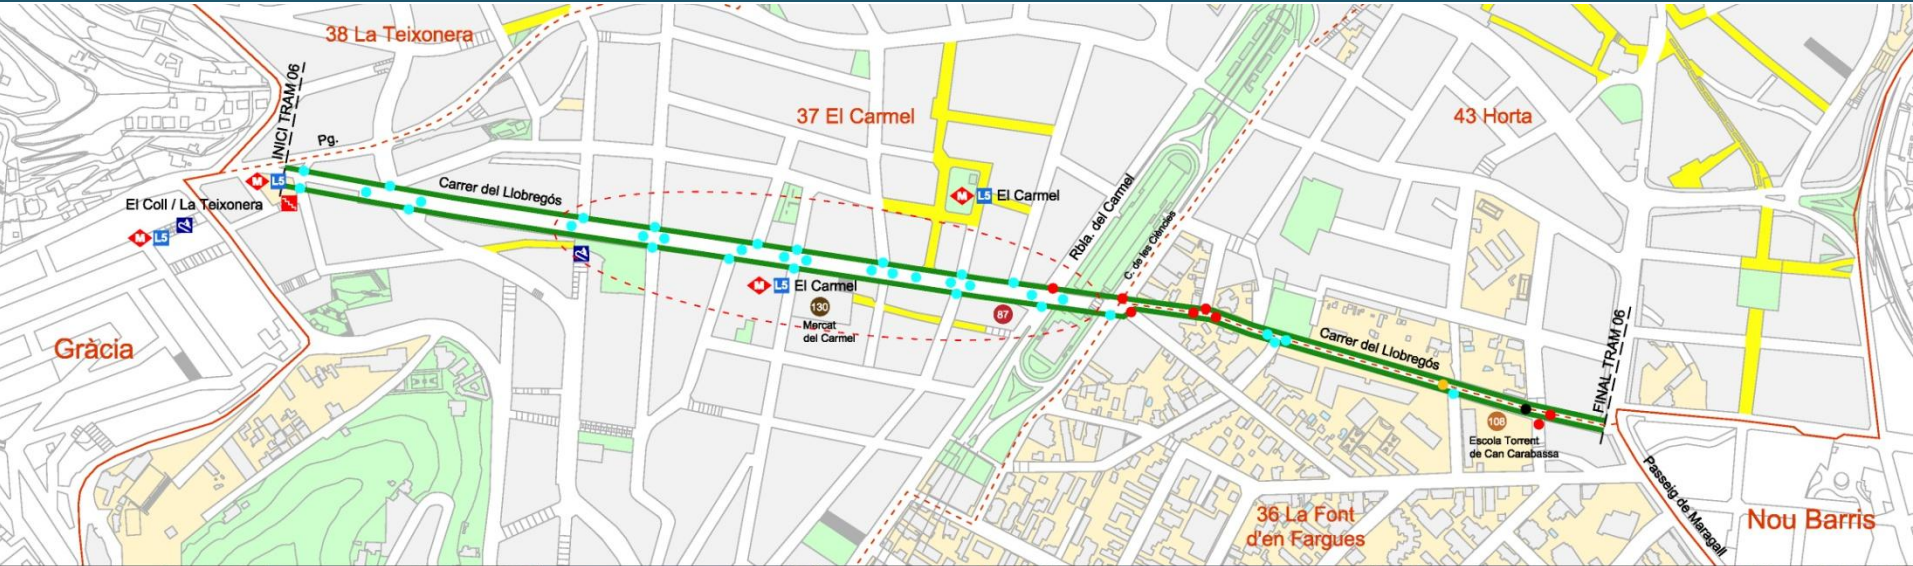 38 La Teixonera
INICI TRAM 06
Pg.
37 El Carmel
43 Horta
L5
El Coll / La Teixonera
M L5
Carrer del Llobregós
M L5 El Carmel
Rbla. del Carmel
C. de les Ciències
M L5 El Carmel
130
Mercat
del Carmel
87
Gràcia
Carrer del Llobregós
FINAL TRAM 06
108
Escola Torrent
de Can Carabassa
Passeig de Maragall
36 La Font
d'en Fargues
Nou Barris